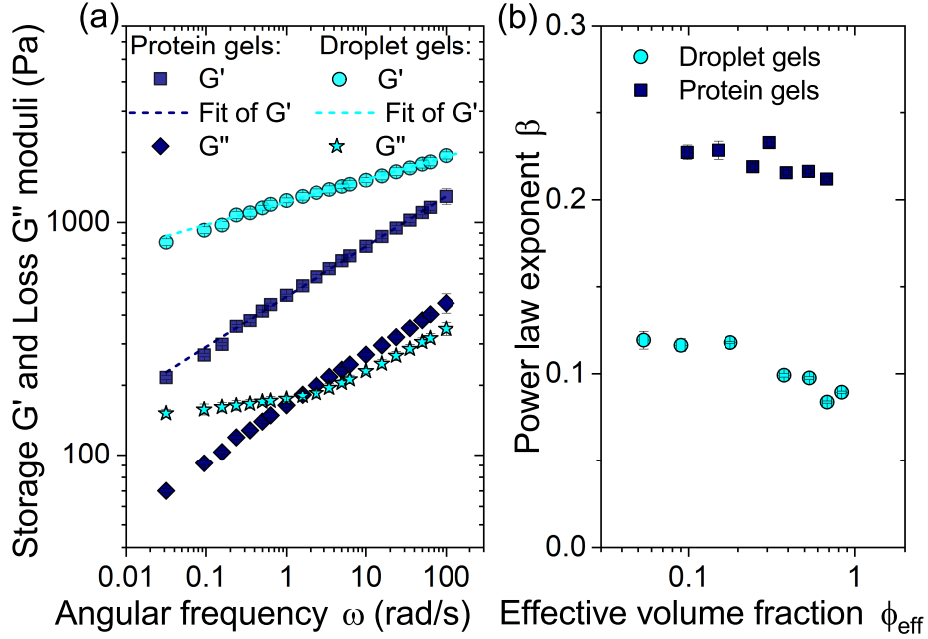 (a)
Storage G' and Loss G" moduli (Pa)
Protein gels:
G'
Fit of G'
G"
Droplet gels:
G'
Fit of G'
G"
1000
100
0.01 0.1 1 10 100
Angular frequency ω (rad/s)
(b)
Power law exponent β
Droplet gels
Protein gels
0.3
0.2
0.1
0.0
0.1 1
Effective volume fraction ϕeff